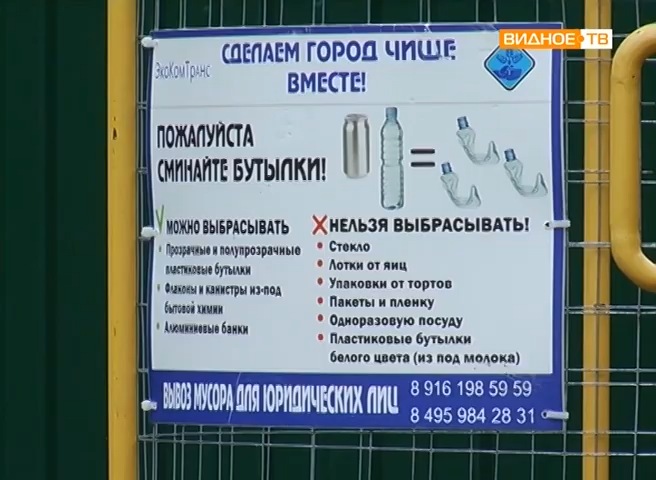 ВИДНОЕ ТВ
СДЕЛАЕМ ГОРОД ЧИЩЕ
ВМЕСТЕ!
ЭкоКомТранс
ПОЖАЛУЙСТА
СМИНАЙТЕ БУТЫЛКИ!
=
МОЖНО ВЫБРАСЫВАТЬ
• Прозрачные и полупрозрачные
пластиковые бутылки
• Флаконы и канистры из-под
бытовой химии
• Алюминиевые банки
НЕЛЬЗЯ ВЫБРАСЫВАТЬ!
• Стекло
• Лотки от яиц
• Упаковки от тортов
• Пакеты и пленку
• Одноразовую посуду
• Пластиковые бутылки
белого цвета (из под молока)
ВЫВОЗ МУСОРА ДЛЯ ЮРИДИЧЕСКИХ ЛИЦ
8 916 198 59 59
8 495 984 28 31